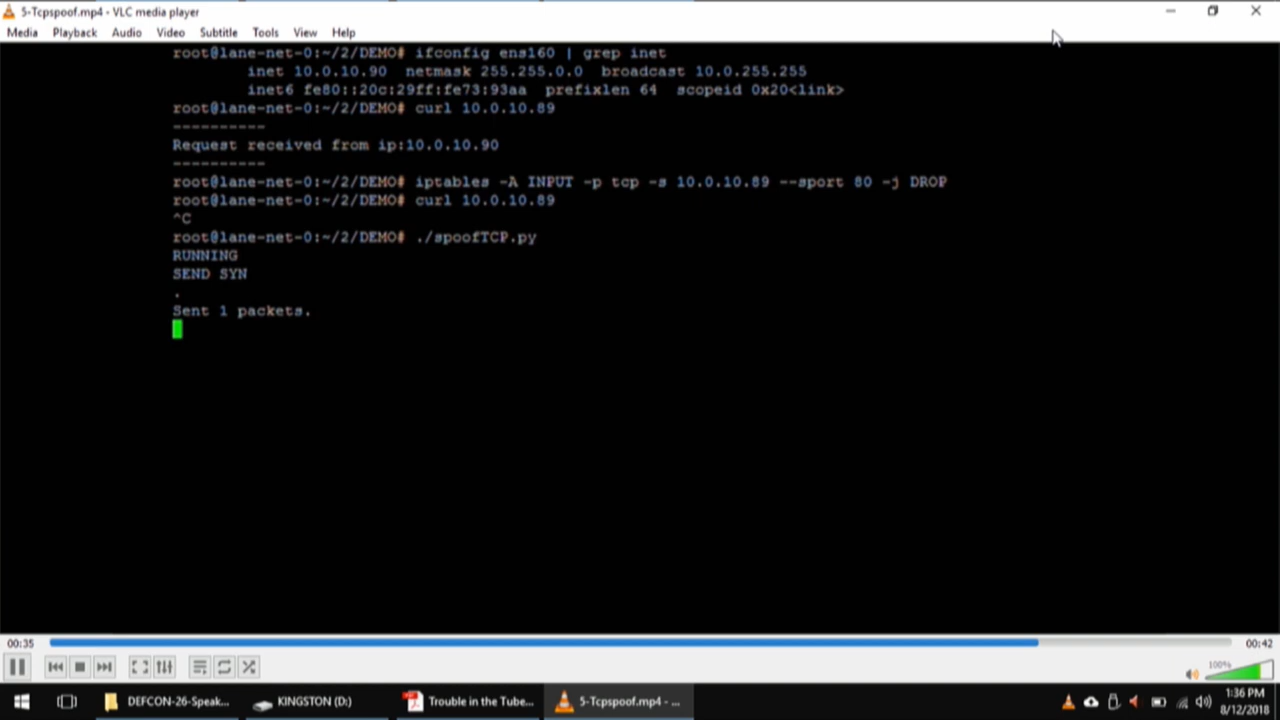 5-Tcpspoof.mp4 - VLC media player
Media Playback Audio Video Subtitle Tools View Help
root@lane-net-0:~/2/DEMO# ifconfig ens160 | grep inet
inet 10.0.10.90 netmask 255.255.0.0 broadcast 10.0.255.255
inet6 fe80::20c:29ff:fe73:93aa prefixlen 64 scopeid 0x20<link>
root@lane-net-0:~/2/DEMO# curl 10.0.10.89
----------
Request received from ip:10.0.10.90
----------
root@lane-net-0:~/2/DEMO# iptables -A INPUT -p tcp -s 10.0.10.89 --sport 80 -j DROP
root@lane-net-0:~/2/DEMO# curl 10.0.10.89
^C
root@lane-net-0:~/2/DEMO# ./spoofTCP.py
RUNNING
SEND SYN
.
Sent 1 packets.
00:35 00:42
100%
DEFCON-26-Speak... KINGSTON (D:) Trouble in the Tube... 5-Tcpspoof.mp4 - ...
1:36 PM
8/12/2018